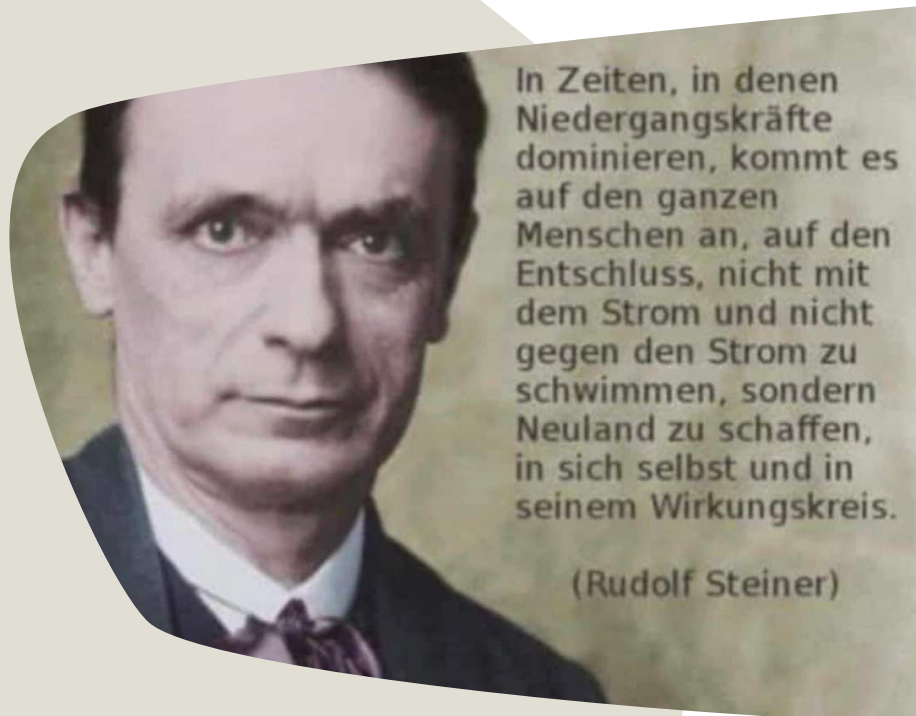 In Zeiten, in denen
Niedergangskräfte
dominieren, kommt es
auf den ganzen
Menschen an, auf den
Entschluss, nicht mit
dem Strom und nicht
gegen den Strom zu
schwimmen, sondern
Neuland zu schaffen,
in sich selbst und in
seinem Wirkungskreis.
(Rudolf Steiner)